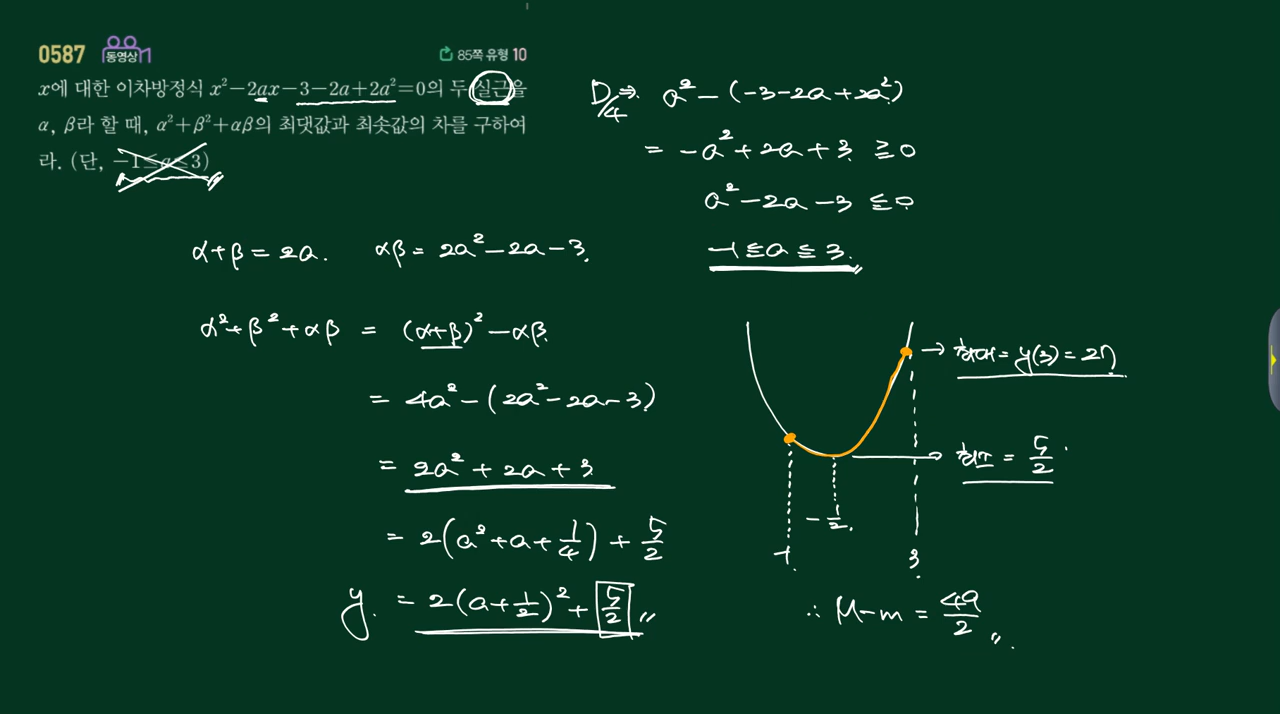 0587 동영상 85쪽 유형 10
x에 대한 이차방정식 x²−2ax−3−2a+2a²=0의 두 실근을
α, β라 할 때, α²+β²+αβ의 최댓값과 최솟값의 차를 구하여
라. (단, −1≤a≤3)
D/4 ⇒ a²−(−3−2a+2a²)
= −a²+2a+3 ≧0
a²−2a−3 ≦0
−1≦a≦3.
α+β=2a. αβ=2a²−2a−3.
α²+β²+αβ = (α+β)²−αβ.
= 4a²−(2a²−2a−3)
= 2a²+2a+3
= 2(a²+a+1/4)+5/2
y. = 2(a+1/2)²+5/2 〃
→ 최대=y(3)=27
→ 최소=5/2
−1/2.
−1. 3.
∴ M−m=49/2 〃.